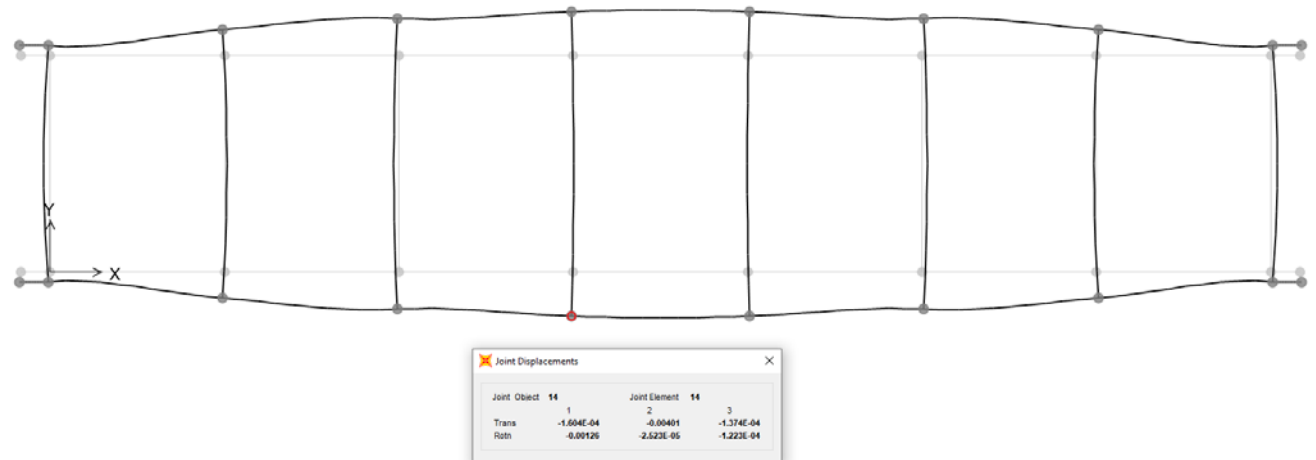 Y
X
Joint Displacements
Joint Object 14 Joint Element 14
1 2 3
Trans -1.604E-04 -0.00401 -1.374E-04
Rotn -0.00126 -2.523E-05 -1.223E-04